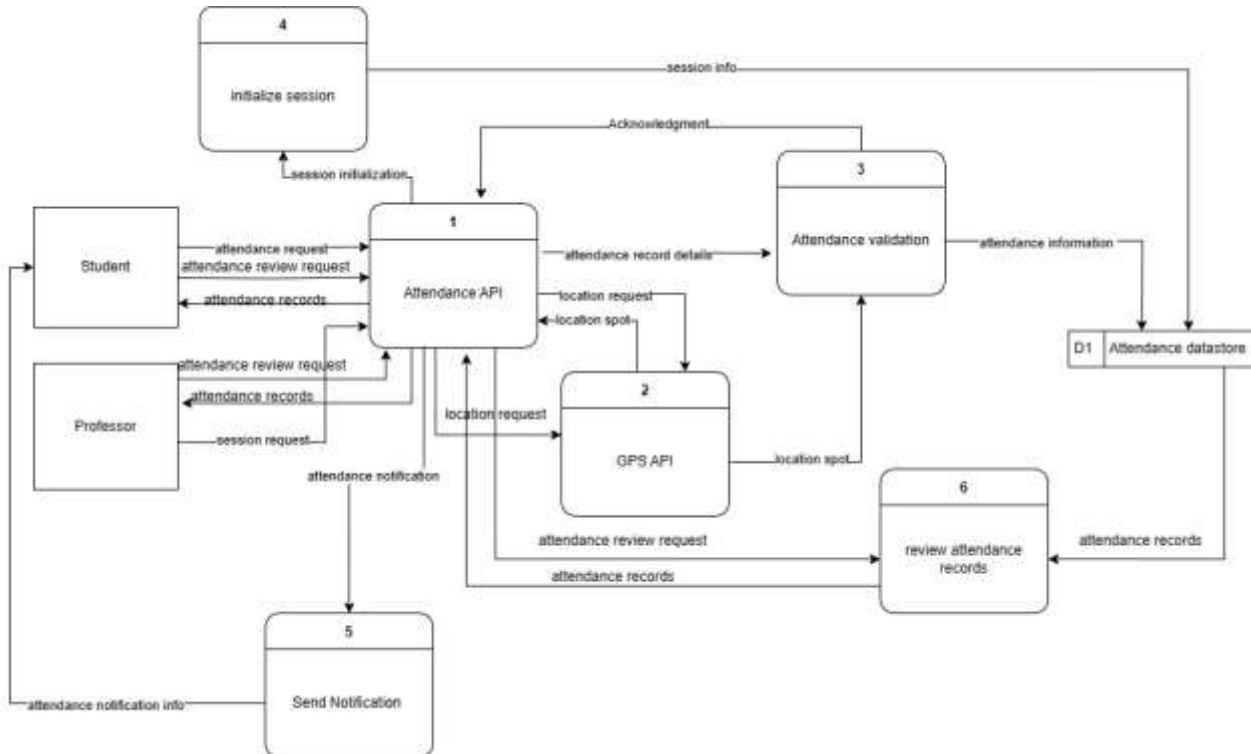 4
initialize session
session info
Acknowledgment
session initialization
3
Attendance validation
attendance information
1
Attendance API
attendance request
attendance review request
attendance records
Student
attendance record details
location request
location spot
D1
Attendance datastore
attendance review request
attendance records
session request
Professor
2
GPS API
location request
location spot
attendance notification
6
review attendance
records
attendance review request
attendance records
attendance records
5
Send Notification
attendance notification info